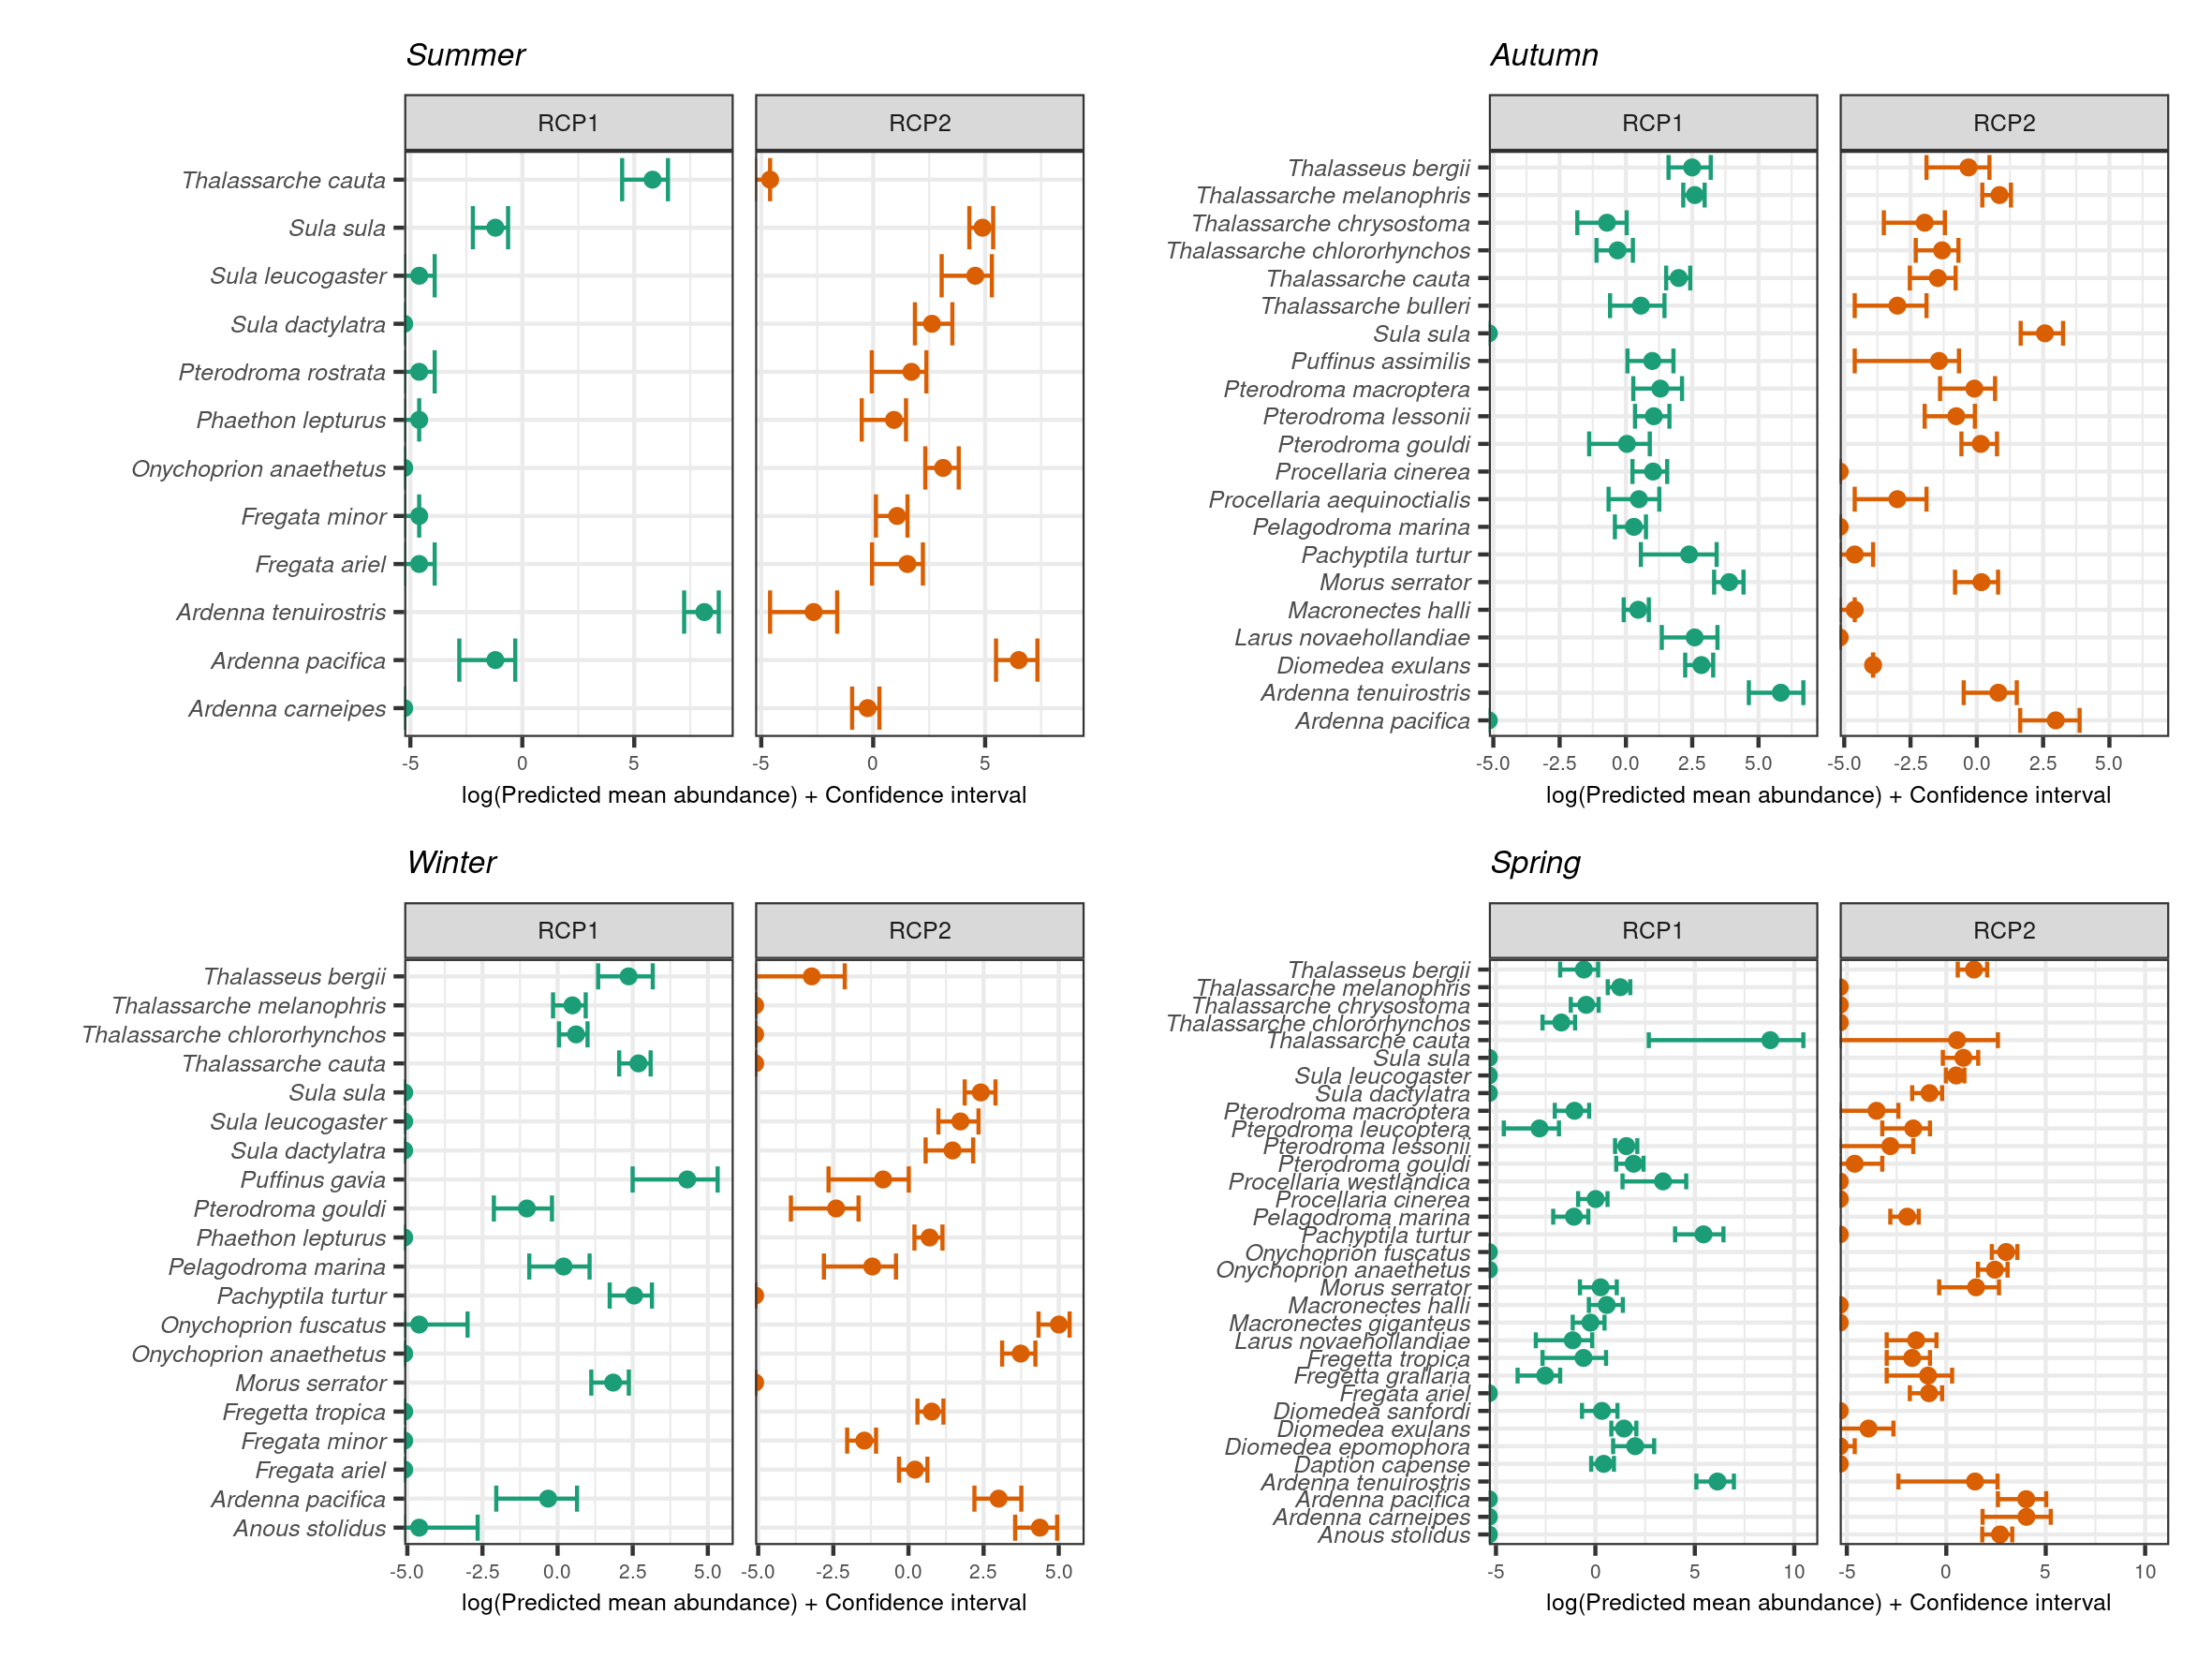 Summer
RCP1
RCP2
Thalassarche cauta
Sula sula
Sula leucogaster
Sula dactylatra
Pterodroma rostrata
Phaethon lepturus
Onychoprion anaethetus
Fregata minor
Fregata ariel
Ardenna tenuirostris
Ardenna pacifica
Ardenna carneipes
-5 0 5
-5 0 5
log(Predicted mean abundance) + Confidence interval
Autumn
RCP1
RCP2
Thalasseus bergii
Thalassarche melanophris
Thalassarche chrysostoma
Thalassarche chlororhynchos
Thalassarche cauta
Thalassarche bulleri
Sula sula
Puffinus assimilis
Pterodroma macroptera
Pterodroma lessonii
Pterodroma gouldi
Procellaria cinerea
Procellaria aequinoctialis
Pelagodroma marina
Pachyptila turtur
Morus serrator
Macronectes halli
Larus novaehollandiae
Diomedea exulans
Ardenna tenuirostris
Ardenna pacifica
-5.0 -2.5 0.0 2.5 5.0
-5.0 -2.5 0.0 2.5 5.0
log(Predicted mean abundance) + Confidence interval
Winter
RCP1
RCP2
Thalasseus bergii
Thalassarche melanophris
Thalassarche chlororhynchos
Thalassarche cauta
Sula sula
Sula leucogaster
Sula dactylatra
Puffinus gavia
Pterodroma gouldi
Phaethon lepturus
Pelagodroma marina
Pachyptila turtur
Onychoprion fuscatus
Onychoprion anaethetus
Morus serrator
Fregetta tropica
Fregata minor
Fregata ariel
Ardenna pacifica
Anous stolidus
-5.0 -2.5 0.0 2.5 5.0
-5.0 -2.5 0.0 2.5 5.0
log(Predicted mean abundance) + Confidence interval
Spring
RCP1
RCP2
Thalasseus bergii
Thalassarche melanophris
Thalassarche chrysostoma
Thalassarche chlororhynchos
Thalassarche cauta
Sula sula
Sula leucogaster
Sula dactylatra
Pterodroma macroptera
Pterodroma leucoptera
Pterodroma lessonii
Pterodroma gouldi
Procellaria westlandica
Procellaria cinerea
Pelagodroma marina
Pachyptila turtur
Onychoprion fuscatus
Onychoprion anaethetus
Morus serrator
Macronectes halli
Macronectes giganteus
Larus novaehollandiae
Fregetta tropica
Fregetta grallaria
Fregata ariel
Diomedea sanfordi
Diomedea exulans
Diomedea epomophora
Daption capense
Ardenna tenuirostris
Ardenna pacifica
Ardenna carneipes
Anous stolidus
-5 0 5 10
-5 0 5 10
log(Predicted mean abundance) + Confidence interval